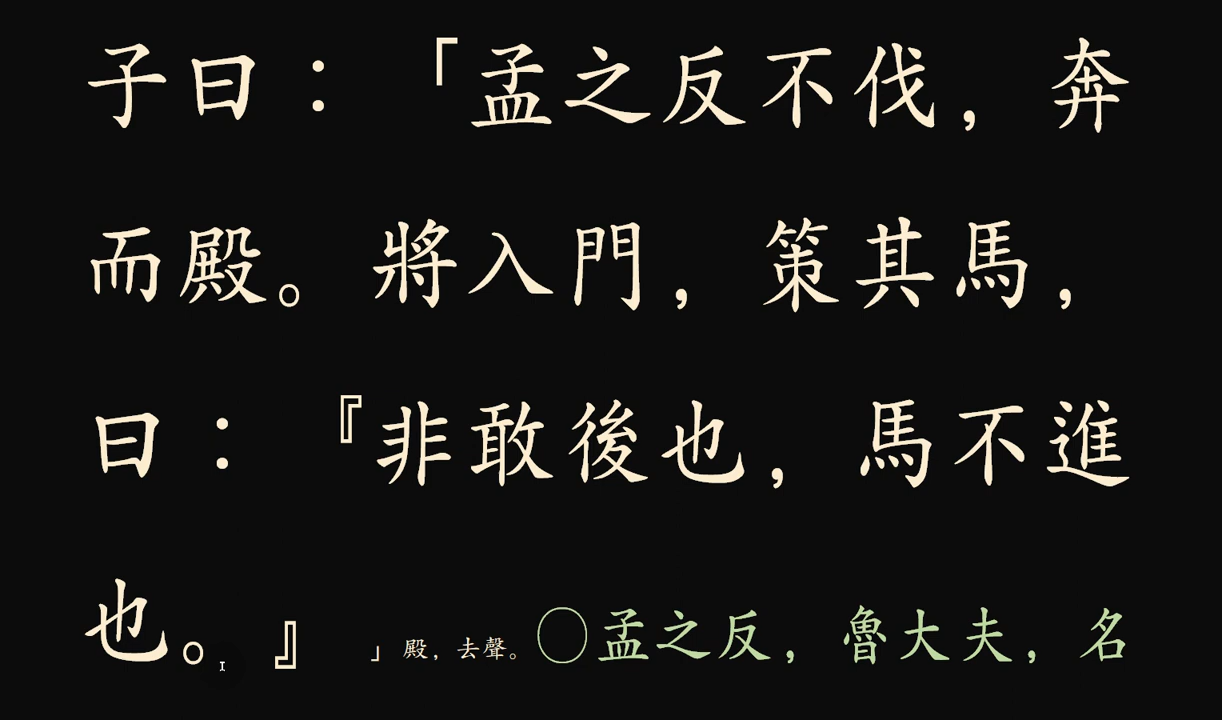 子曰：「孟之反不伐，奔
而殿。將入門，策其馬，
曰：『非敢後也，馬不進
也。』」殿，去聲。○孟之反，魯大夫，名